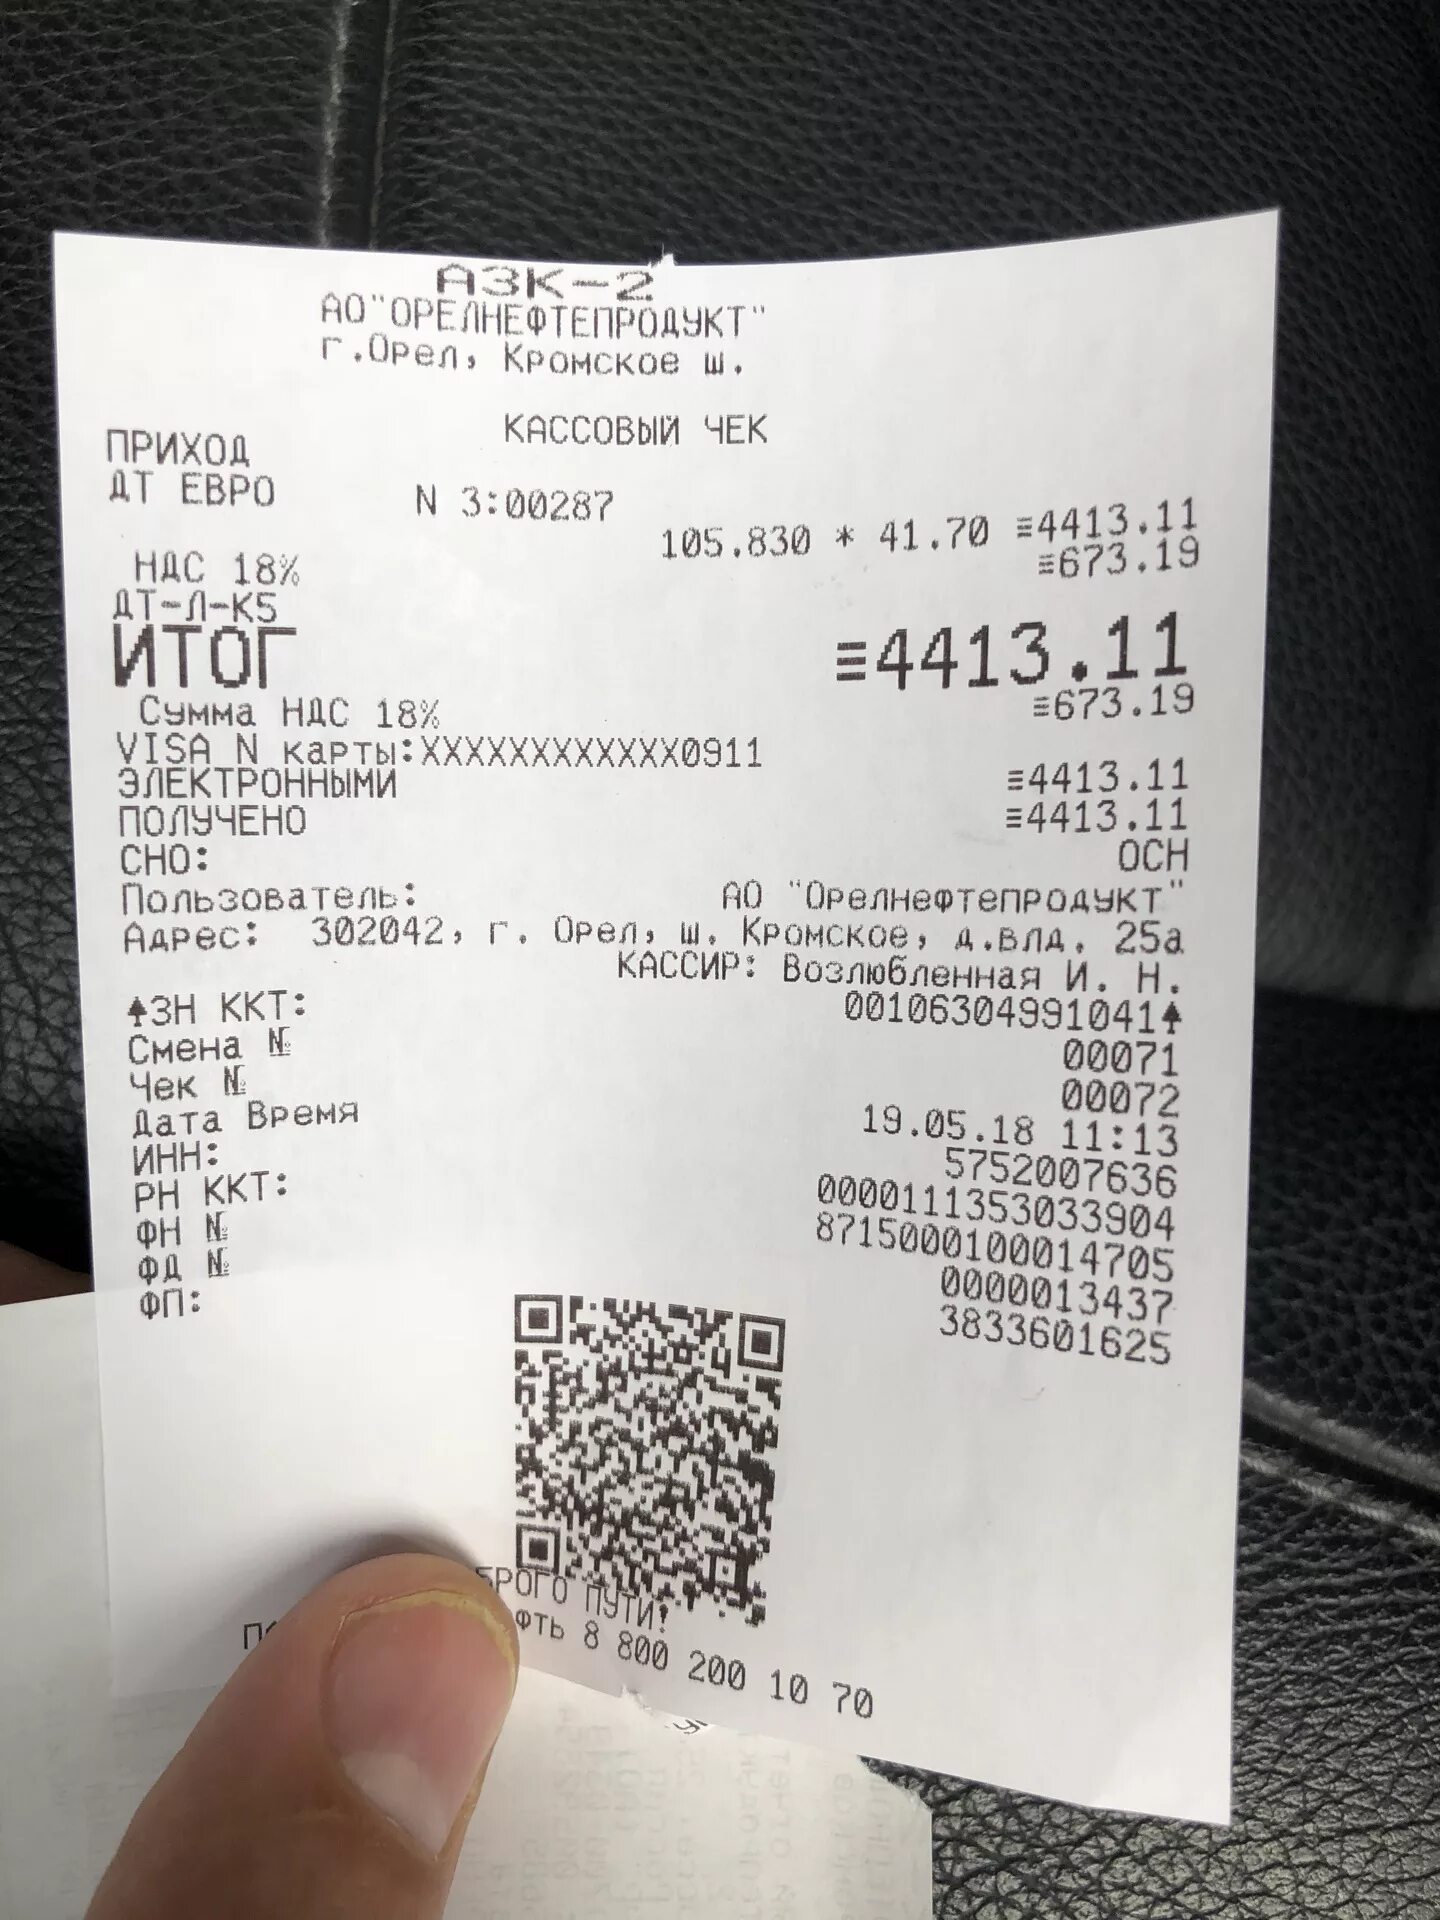 АЗК-2
АО"ОРЕЛНЕФТЕПРОДУКТ"
г.Орел, Кромское ш.
КАССОВЫЙ ЧЕК
ПРИХОД
ДТ ЕВРО N 3:00287
105.830 * 41.70 ≡4413.11
НДС 18% ≡673.19
ДТ-Л-К5
ИТОГ ≡4413.11
Сумма НДС 18% ≡673.19
VISA N карты:XXXXXXXXXXXX0911
ЭЛЕКТРОННЫМИ ≡4413.11
ПОЛУЧЕНО ≡4413.11
СНО: ОСН
Пользователь: АО "Орелнефтепродукт"
Адрес: 302042, г. Орел, ш. Кромское, д.влд. 25а
КАССИР: Возлюбленная И. Н.
♠ЗН ККТ: 00106304991041♠
Смена № 00071
Чек № 00072
Дата Время 19.05.18 11:13
ИНН: 5752007636
РН ККТ: 0000111353033904
ФН № 8715000100014705
ФД № 0000013437
ФП: 3833601625
ПУТИ!
8 800 200 10 70